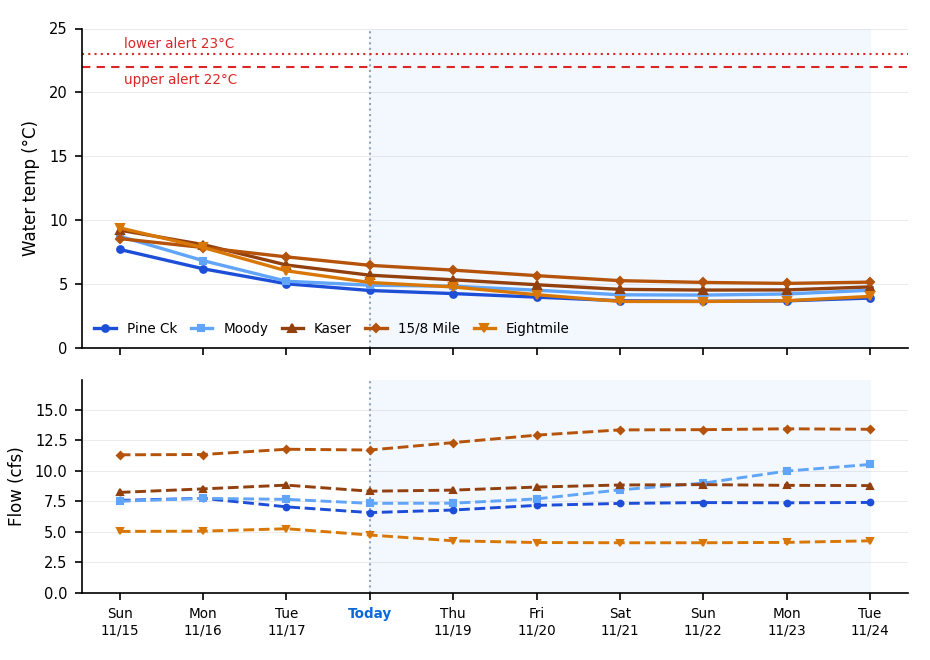 25
lower alert 23°C
upper alert 22°C
20
15
10
5
0
Water temp (°C)
Pine Ck Moody Kaser 15/8 Mile Eightmile
15.0
12.5
10.0
7.5
5.0
2.5
0.0
Flow (cfs)
Sun Mon Tue Today Thu Fri Sat Sun Mon Tue
11/15 11/16 11/17 11/19 11/20 11/21 11/22 11/23 11/24